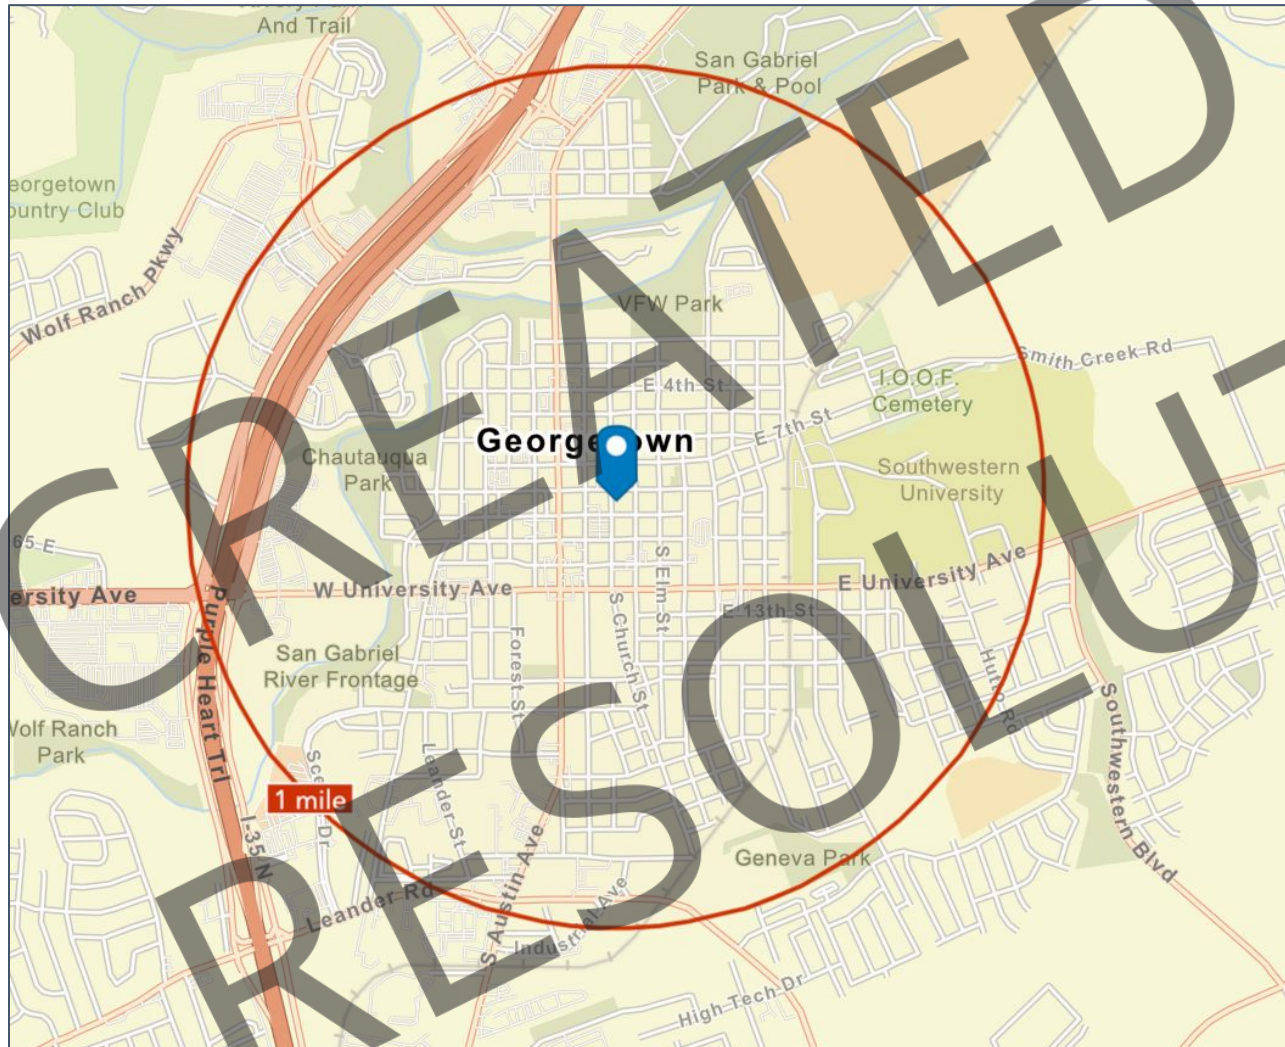 And Trail
San Gabriel
Park & Pool
eorgetown
ountry Club
Wolf Ranch Pkwy
VFW Park
Smith Creek Rd
E 4th St
I.O.O.F.
Cemetery
E 7th St
Georgetown
Chautauqua
Park
Southwestern
University
65 E
ersity Ave
W University Ave
S Elm St
E University Ave
E 13th St
Purple Heart Trl
S Church St
Forest St
San Gabriel
River Frontage
Hutto Rd
Southwestern Blvd
Wolf Ranch
Park
Leander St
1 mile
I-35 N
Geneva Park
Leander Rd
S Austin Ave
Industrial Ave
High Tech Dr
CREATED
RESOLUT